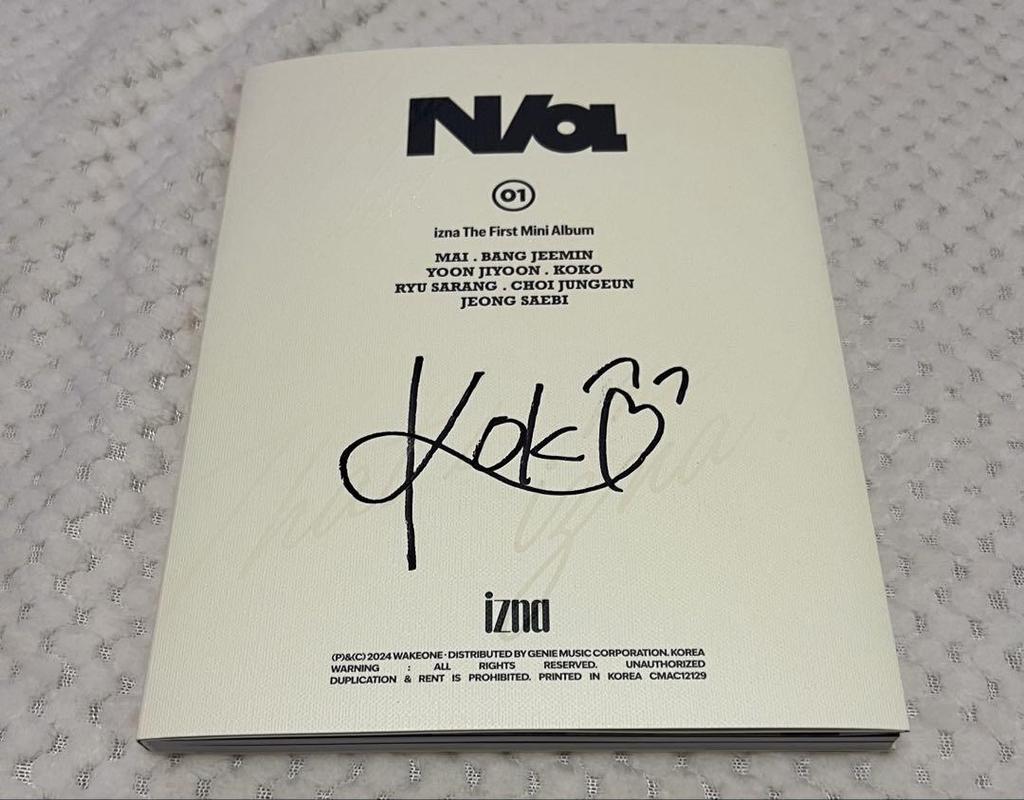 N/a
01
izna The First Mini Album
MAI . BANG JEEMIN
YOON JIYOON . KOKO
RYU SARANG . CHOI JUNGEUN
JEONG SAEBI
Koko
izna
(P)&(C) 2024 WAKEONE · DISTRIBUTED BY GENIE MUSIC CORPORATION. KOREA
WARNING : ALL RIGHTS RESERVED. UNAUTHORIZED
DUPLICATION & RENT IS PROHIBITED. PRINTED IN KOREA CMAC12129